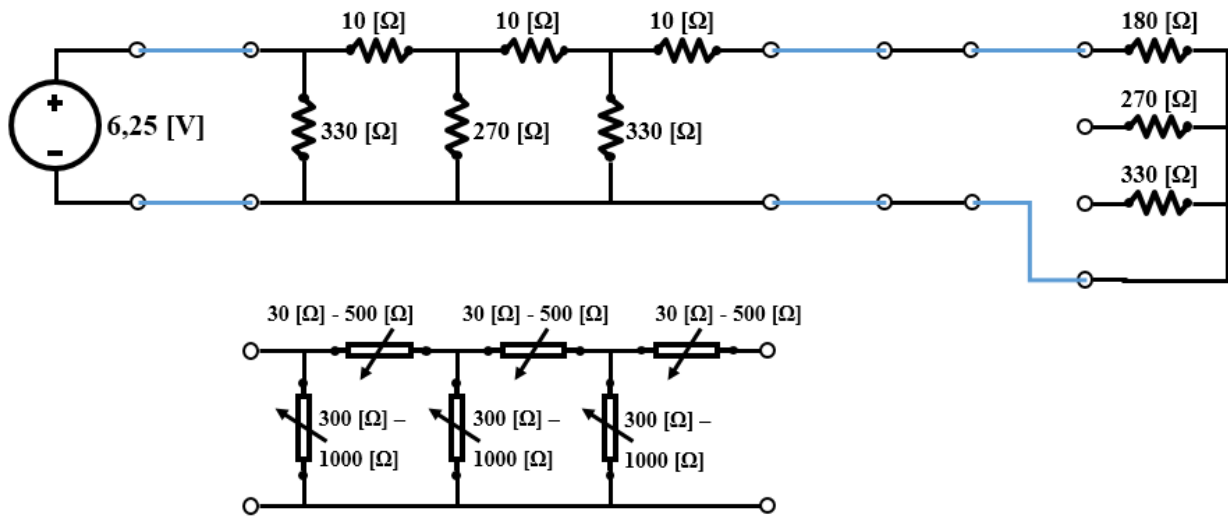 10 [Ω] 10 [Ω] 10 [Ω] 180 [Ω]
270 [Ω]
6,25 [V] 330 [Ω] 270 [Ω] 330 [Ω]
330 [Ω]
30 [Ω] - 500 [Ω] 30 [Ω] - 500 [Ω] 30 [Ω] - 500 [Ω]
300 [Ω] – 300 [Ω] – 300 [Ω] –
1000 [Ω] 1000 [Ω] 1000 [Ω]